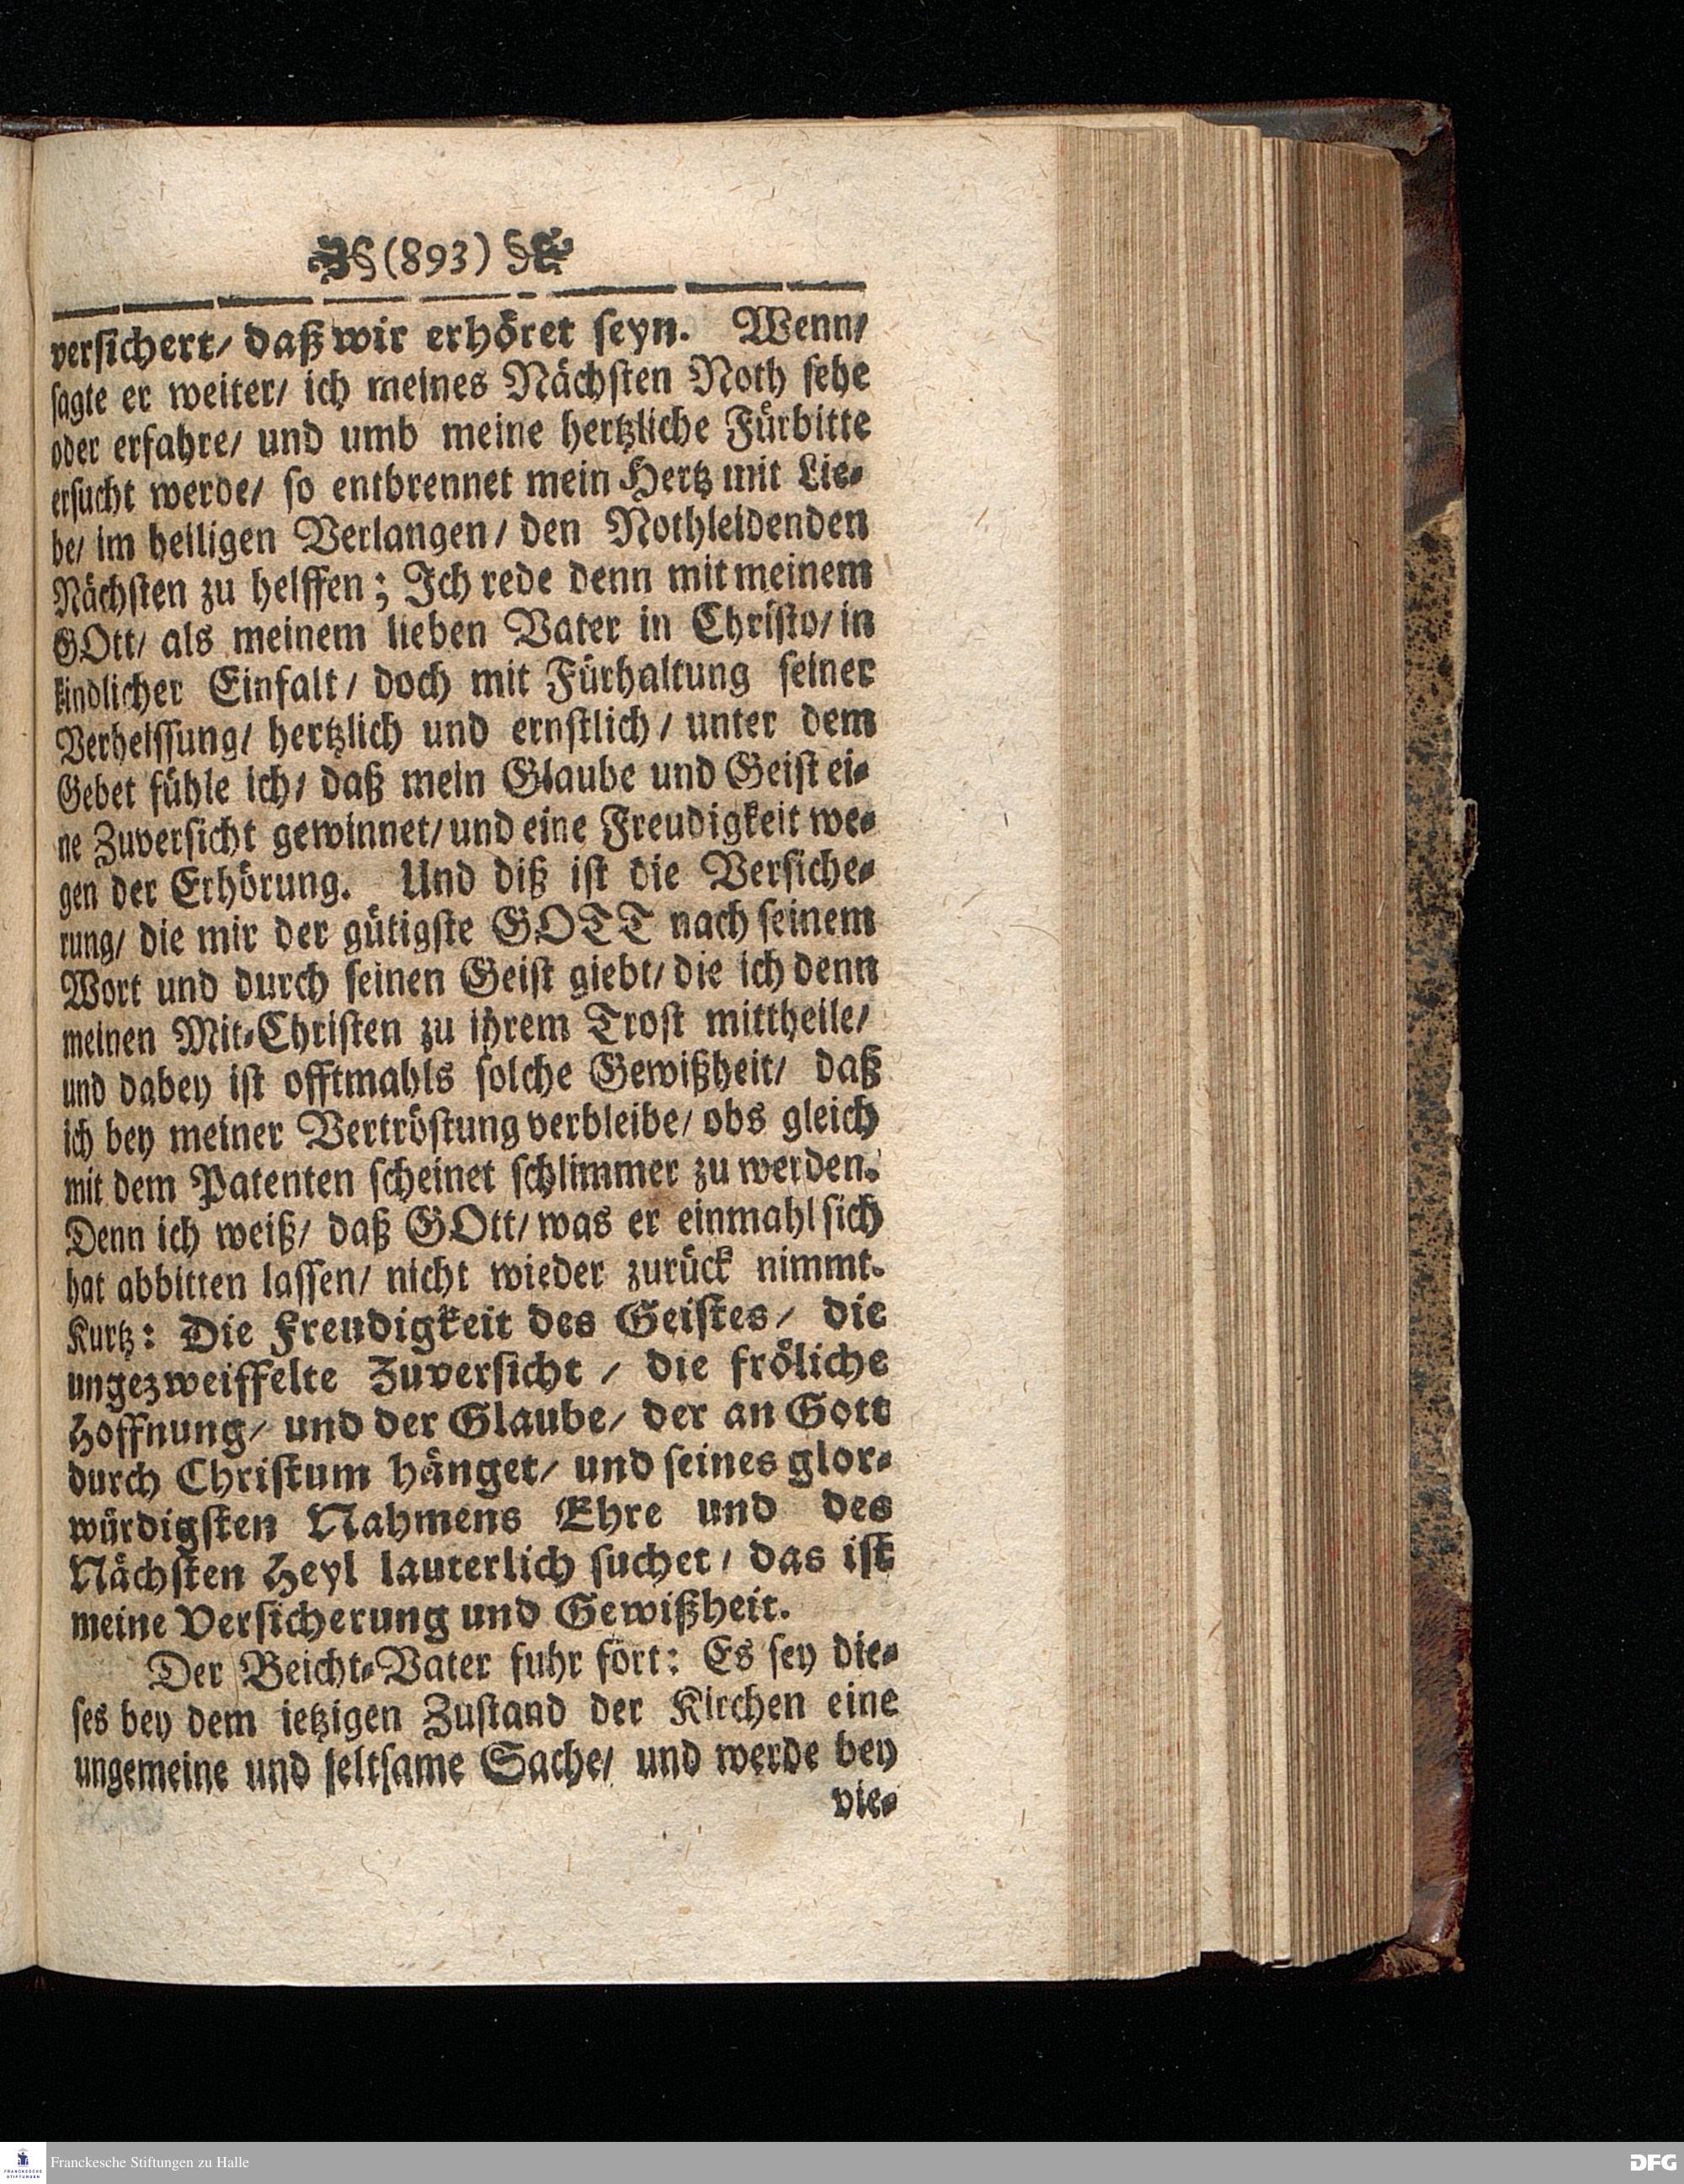 (893)
versichert/ daß wir erhöret seyn. Wenn/
sagte er weiter/ ich meines Nächsten Noth sehe
oder erfahre/ und umb meine hertzliche Fürbitte
ersucht werde/ so entbrennet mein Hertz mit Lie-
be/ im heiligen Verlangen/ den Nothleidenden
Nächsten zu helffen; Ich rede denn mit meinem
GOtt/ als meinem lieben Vater in Christo/ in
kindlicher Einfalt/ doch mit Fürhaltung seiner
Verheissung/ hertzlich und ernstlich/ unter dem
Gebet fühle ich/ daß mein Glaube und Geist ei-
ne Zuversicht gewinnet/ und eine Freudigkeit we-
gen der Erhörung. Und diß ist die Versiche-
rung/ die mir der gütigste GOTT nach seinem
Wort und durch seinen Geist giebt/ die ich denn
meinen Mit-Christen zu ihrem Trost mittheile/
und dabey ist offtmahls solche Gewißheit/ daß
ich bey meiner Vertröstung verbleibe/ obs gleich
mit dem Patenten scheinet schlimmer zu werden.
Denn ich weiß/ daß GOtt/ was er einmahl sich
hat abbitten lassen/ nicht wieder zurück nimmt.
Kurtz: Die Freudigkeit des Geistes/ die
ungezweiffelte Zuversicht/ die fröliche
Hoffnung/ und der Glaube/ der an Gott
durch Christum hänget/ und seines glor-
würdigsten Nahmens Ehre und des
Nächsten Heyl lauterlich suchet/ das ist
meine Versicherung und Gewißheit.
Der Beicht-Vater fuhr fort: Es sey die-
ses bey dem ietzigen Zustand der Kirchen eine
ungemeine und seltsame Sache/ und werde bey
vie-
Franckesche Stiftungen zu Halle
DFG